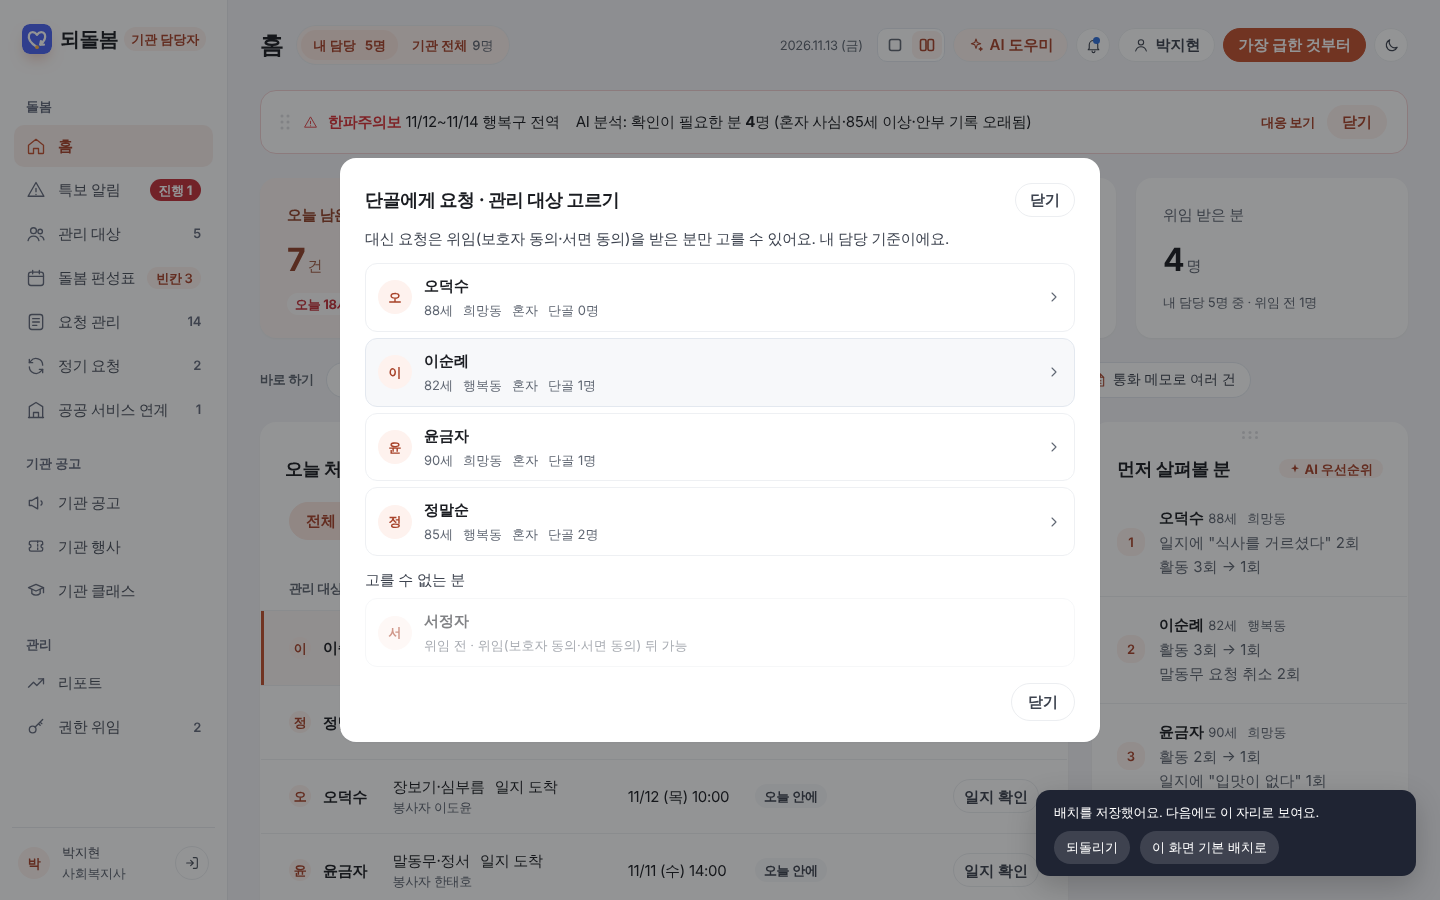 되돌봄 기관 담당자
돌봄
홈
특보 알림 진행 1
관리 대상 5
돌봄 편성표 빈칸 3
요청 관리 14
정기 요청 2
공공 서비스 연계 1
기관 공고
기관 공고
기관 행사
기관 클래스
관리
리포트
권한 위임 2
박 박지현
사회복지사
홈 내 담당 5명 기관 전체 9명
2026.11.13 (금) AI 도우미 박지현 가장 급한 것부터
한파주의보 11/12~11/14 행복구 전역 AI 분석: 확인이 필요한 분 4명 (혼자 사심·85세 이상·안부 기록 오래됨) 대응 보기 닫기
오늘 남은
7건
오늘 18
위임 받은 분
4명
내 담당 5명 중 · 위임 전 1명
바로 하기
통화 메모로 여러 건
단골에게 요청 · 관리 대상 고르기 닫기
대신 요청은 위임(보호자 동의·서면 동의)을 받은 분만 고를 수 있어요. 내 담당 기준이에요.
오 오덕수
88세 희망동 혼자 단골 0명
이 이순례
82세 행복동 혼자 단골 1명
윤 윤금자
90세 희망동 혼자 단골 1명
정 정말순
85세 행복동 혼자 단골 2명
고를 수 없는 분
서 서정자
위임 전 · 위임(보호자 동의·서면 동의) 뒤 가능
닫기
오늘 처
전체
관리 대상
이 이
정 정
오 오덕수 장보기·심부름 일지 도착 11/12 (목) 10:00 오늘 안에 일지 확인
봉사자 이도윤
윤 윤금자 말동무·정서 일지 도착 11/11 (수) 14:00 오늘 안에 일지 확인
봉사자 한태호
먼저 살펴볼 분 AI 우선순위
1 오덕수 88세 희망동
일지에 "식사를 거르셨다" 2회
활동 3회 → 1회
2 이순례 82세 행복동
활동 3회 → 1회
말동무 요청 취소 2회
3 윤금자 90세 희망동
활동 2회 → 1회
일지에 "입맛이 없다" 1회
배치를 저장했어요. 다음에도 이 자리로 보여요.
되돌리기 이 화면 기본 배치로